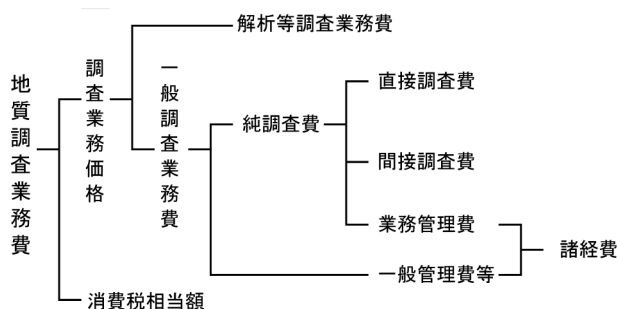 地質調査業務費
調査業務価格
解析等調査業務費
一般調査業務費
純調査費
直接調査費
間接調査費
業務管理費
一般管理費等
諸経費
消費税相当額